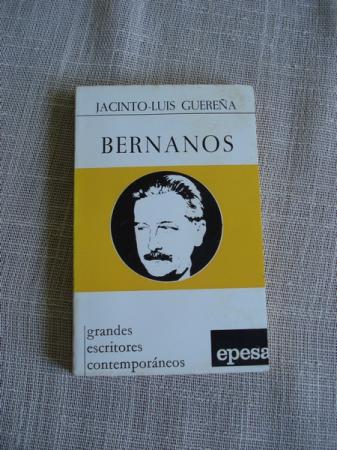 JACINTO-LUIS GUEREÑA
BERNANOS
grandes
escritores
contemporáneos
epesa